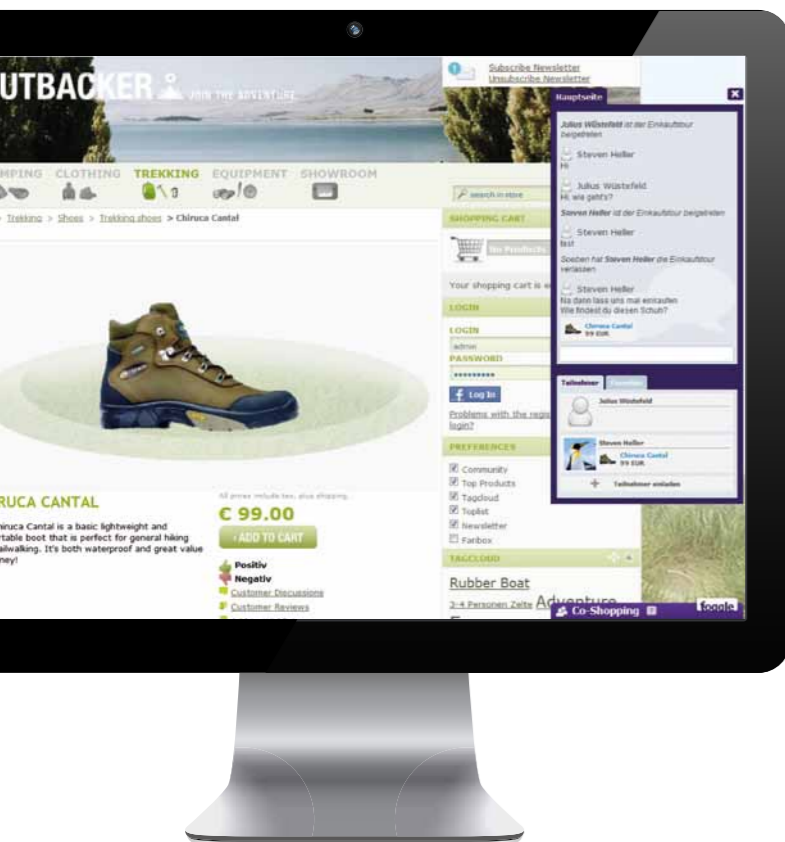 UTBACKER
JOIN THE ADVENTURE
Subscribe Newsletter
Unsubscribe Newsletter
MPING CLOTHING TREKKING EQUIPMENT SHOWROOM
> Trekking > Shoes > Trekking shoes > Chiruca Cantal
search in store
SHOPPING CART
No Products
Your shopping cart is e
LOGIN
LOGIN
admin
PASSWORD
•••••••••
Log In
Problems with the regis
login?
PREFERENCES
Community
Top Products
Tagcloud
Toplist
Newsletter
Fanbox
TAGCLOUD
Rubber Boat
2-4 Personen Zelte Adventure
RUCA CANTAL
hiruca Cantal is a basic lightweight and
rtable boot that is perfect for general hiking
ailwalking. It's both waterproof and great value
ney!
All prices include tax, plus shipping.
€ 99.00
› ADD TO CART
Positiv
Negativ
Customer Discussions
Customer Reviews
Hauptseite
Julius Wüstefeld ist der Einkaufstour
beigetreten
Steven Heller
Hi
Julius Wüstefeld
Hi, wie geht's?
Steven Heller ist der Einkaufstour beigetreten
Steven Heller
Soeben hat Steven Heller die Einkaufstour
verlassen
Steven Heller
Na dann lass uns mal einkaufen
Wie findest du diesen Schuh?
Chiruca Cantal
99 EUR
Teilnehmer
Julius Wüstefeld
Steven Heller
Chiruca Cantal
99 EUR
+ Teilnehmer einladen
Co-Shopping
foggle